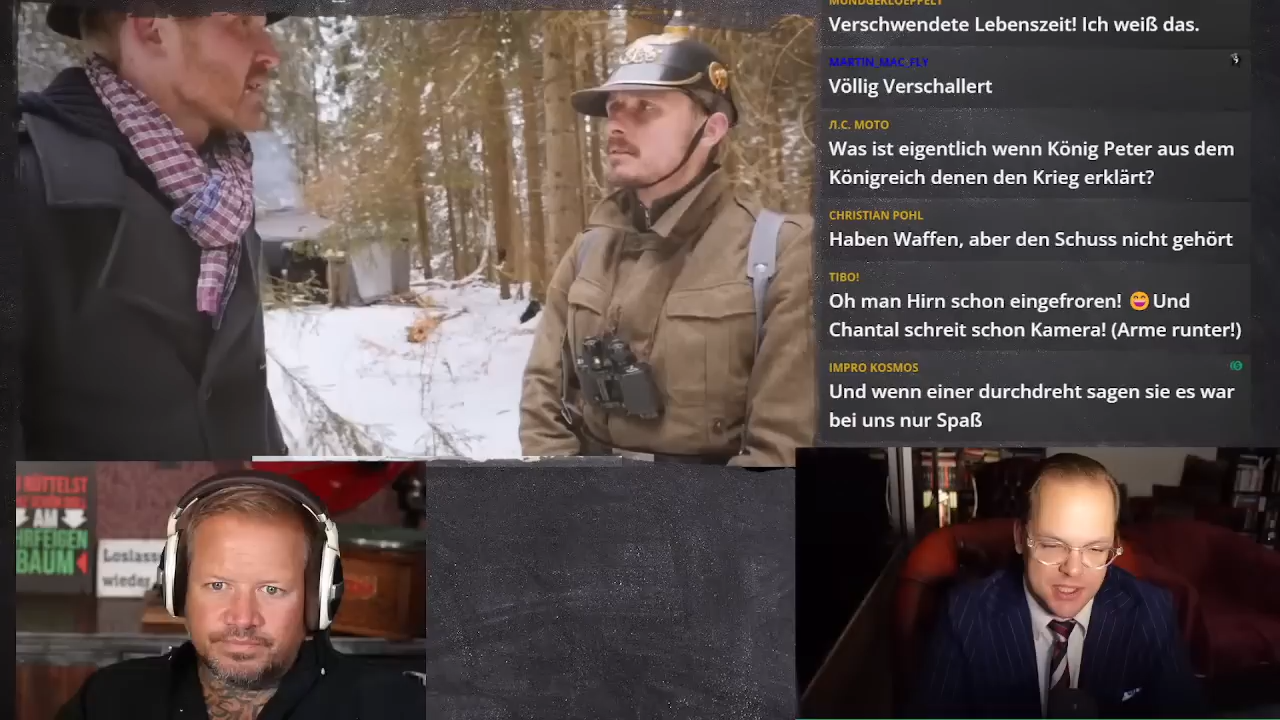 MUNDGEKLOEPPELT
Verschwendete Lebenszeit! Ich weiß das.
MARTIN_MAC_FLY
Völlig Verschallert
Л.C. MOTO
Was ist eigentlich wenn König Peter aus dem
Königreich denen den Krieg erklärt?
CHRISTIAN POHL
Haben Waffen, aber den Schuss nicht gehört
TIBO!
Oh man Hirn schon eingefroren! 😄 Und
Chantal schreit schon Kamera! (Arme runter!)
IMPRO KOSMOS
Und wenn einer durchdreht sagen sie es war
bei uns nur Spaß
AM
BAUM
Loslass
wieder